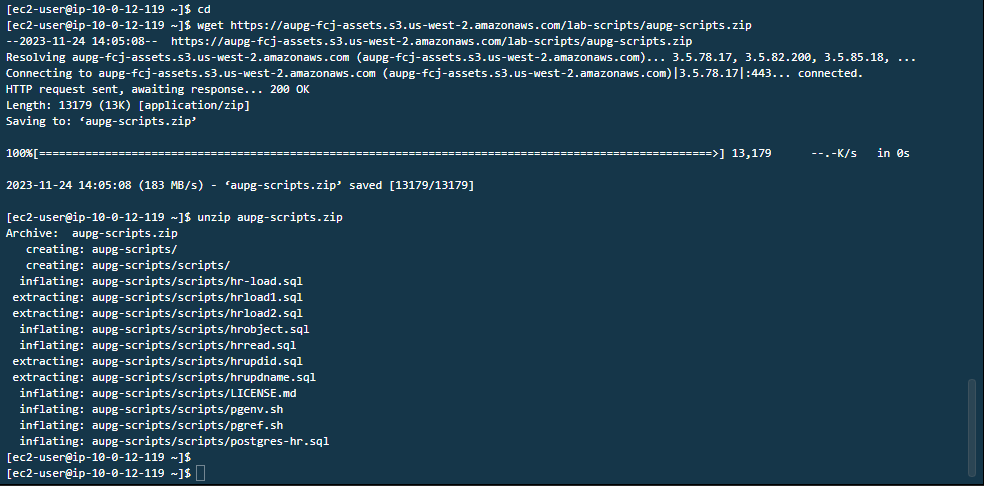 [ec2-user@ip-10-0-12-119 ~]$ cd
[ec2-user@ip-10-0-12-119 ~]$ wget https://aupg-fcj-assets.s3.us-west-2.amazonaws.com/lab-scripts/aupg-scripts.zip
--2023-11-24 14:05:08--  https://aupg-fcj-assets.s3.us-west-2.amazonaws.com/lab-scripts/aupg-scripts.zip
Resolving aupg-fcj-assets.s3.us-west-2.amazonaws.com (aupg-fcj-assets.s3.us-west-2.amazonaws.com)... 3.5.78.17, 3.5.82.200, 3.5.85.18, ...
Connecting to aupg-fcj-assets.s3.us-west-2.amazonaws.com (aupg-fcj-assets.s3.us-west-2.amazonaws.com)|3.5.78.17|:443... connected.
HTTP request sent, awaiting response... 200 OK
Length: 13179 (13K) [application/zip]
Saving to: ‘aupg-scripts.zip’
100%[=====================================================================================================>] 13,179      --.-K/s   in 0s
2023-11-24 14:05:08 (183 MB/s) - ‘aupg-scripts.zip’ saved [13179/13179]
[ec2-user@ip-10-0-12-119 ~]$ unzip aupg-scripts.zip
Archive:  aupg-scripts.zip
   creating: aupg-scripts/
   creating: aupg-scripts/scripts/
  inflating: aupg-scripts/scripts/hr-load.sql
 extracting: aupg-scripts/scripts/hrload1.sql
 extracting: aupg-scripts/scripts/hrload2.sql
  inflating: aupg-scripts/scripts/hrobject.sql
  inflating: aupg-scripts/scripts/hrread.sql
 extracting: aupg-scripts/scripts/hrupdid.sql
 extracting: aupg-scripts/scripts/hrupdname.sql
  inflating: aupg-scripts/scripts/LICENSE.md
  inflating: aupg-scripts/scripts/pgenv.sh
  inflating: aupg-scripts/scripts/pgref.sh
  inflating: aupg-scripts/scripts/postgres-hr.sql
[ec2-user@ip-10-0-12-119 ~]$
[ec2-user@ip-10-0-12-119 ~]$